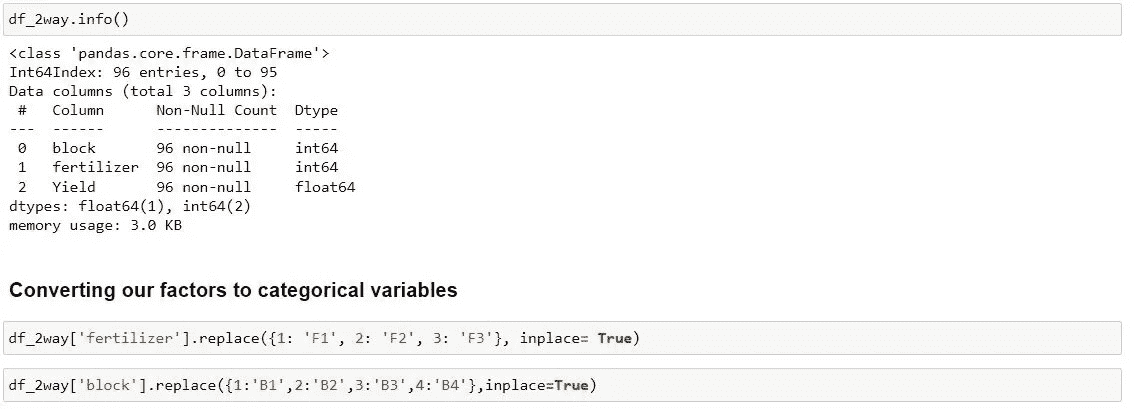 df_2way.info()
<class 'pandas.core.frame.DataFrame'>
Int64Index: 96 entries, 0 to 95
Data columns (total 3 columns):
 #   Column      Non-Null Count  Dtype
---  ------      --------------  -----
 0   block       96 non-null     int64
 1   fertilizer  96 non-null     int64
 2   Yield       96 non-null     float64
dtypes: float64(1), int64(2)
memory usage: 3.0 KB
Converting our factors to categorical variables
df_2way['fertilizer'].replace({1: 'F1', 2: 'F2', 3: 'F3'}, inplace= True)
df_2way['block'].replace({1:'B1',2:'B2',3:'B3',4:'B4'},inplace=True)